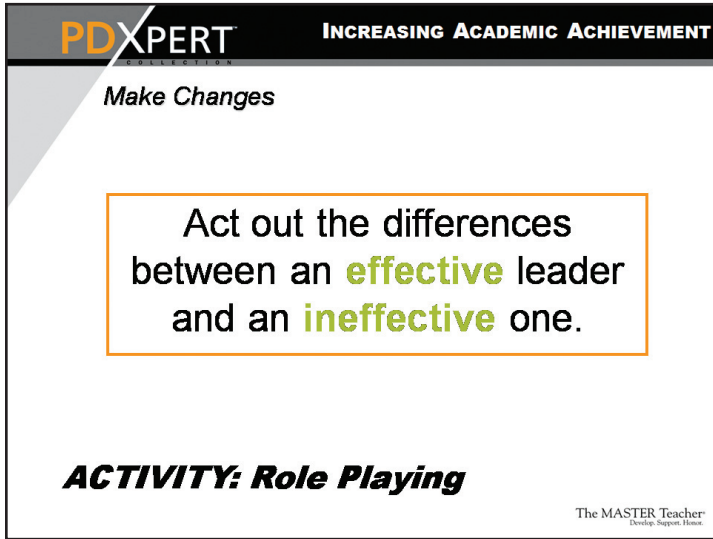 PDXPERT™
INCREASING ACADEMIC ACHIEVEMENT
COLLECTION
Make Changes
Act out the differences
between an effective leader
and an ineffective one.
ACTIVITY: Role Playing
The MASTER Teacher®
Develop. Support. Honor.